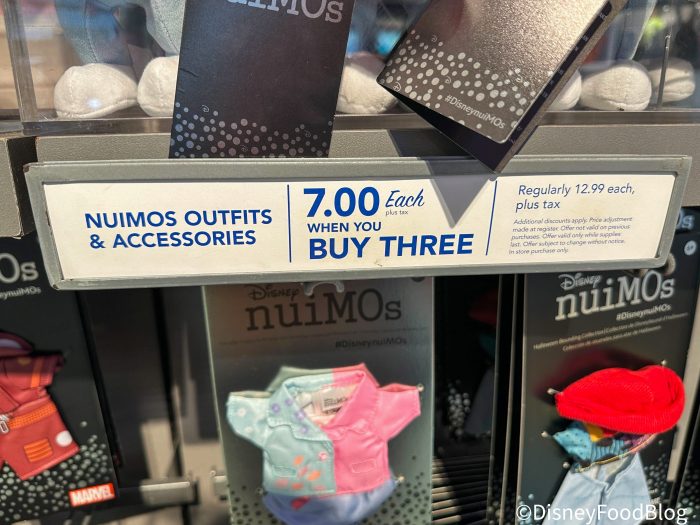 nuiMOs
#DisneynuiMOs
NUIMOS OUTFITS
& ACCESSORIES
7.00 Each
plus tax
WHEN YOU
BUY THREE
Regularly 12.99 each,
plus tax
Additional discounts apply. Price adjustment
made at register. Offer not valid on previous
purchases. Offer valid only while supplies
last. Offer subject to change without notice.
In store purchase only.
Os
nuiMOs
MARVEL
Disney
nuiMOs
#DisneynuiMOs
Disney
nuiMOs
#DisneynuiMOs
©DisneyFoodBlog